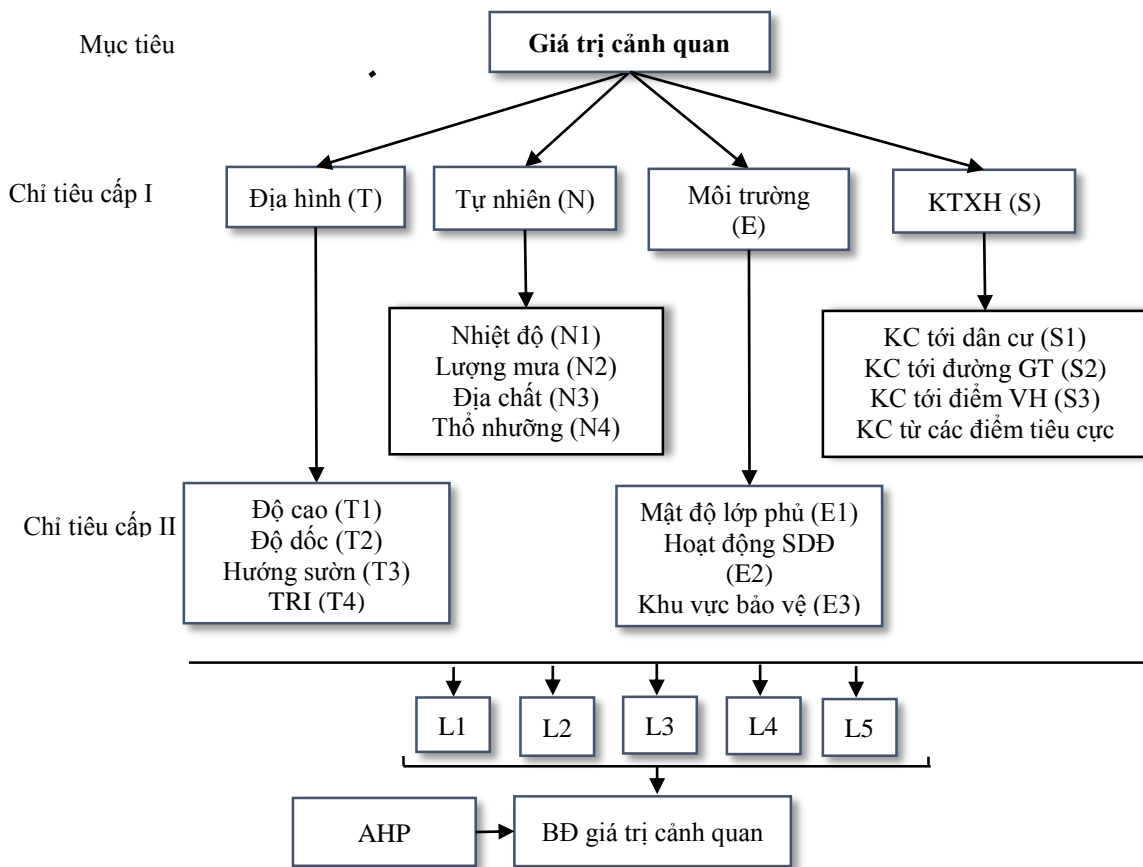 Mục tiêu
Giá trị cảnh quan
Chỉ tiêu cấp I
Địa hình (T)
Tự nhiên (N)
Môi trường
(E)
KTXH (S)
Nhiệt độ (N1)
Lượng mưa (N2)
Địa chất (N3)
Thổ nhưỡng (N4)
KC tới dân cư (S1)
KC tới đường GT (S2)
KC tới điểm VH (S3)
KC từ các điểm tiêu cực
Chỉ tiêu cấp II
Độ cao (T1)
Độ dốc (T2)
Hướng sườn (T3)
TRI (T4)
Mật độ lớp phủ (E1)
Hoạt động SDĐ
(E2)
Khu vực bảo vệ (E3)
L1
L2
L3
L4
L5
AHP
BĐ giá trị cảnh quan